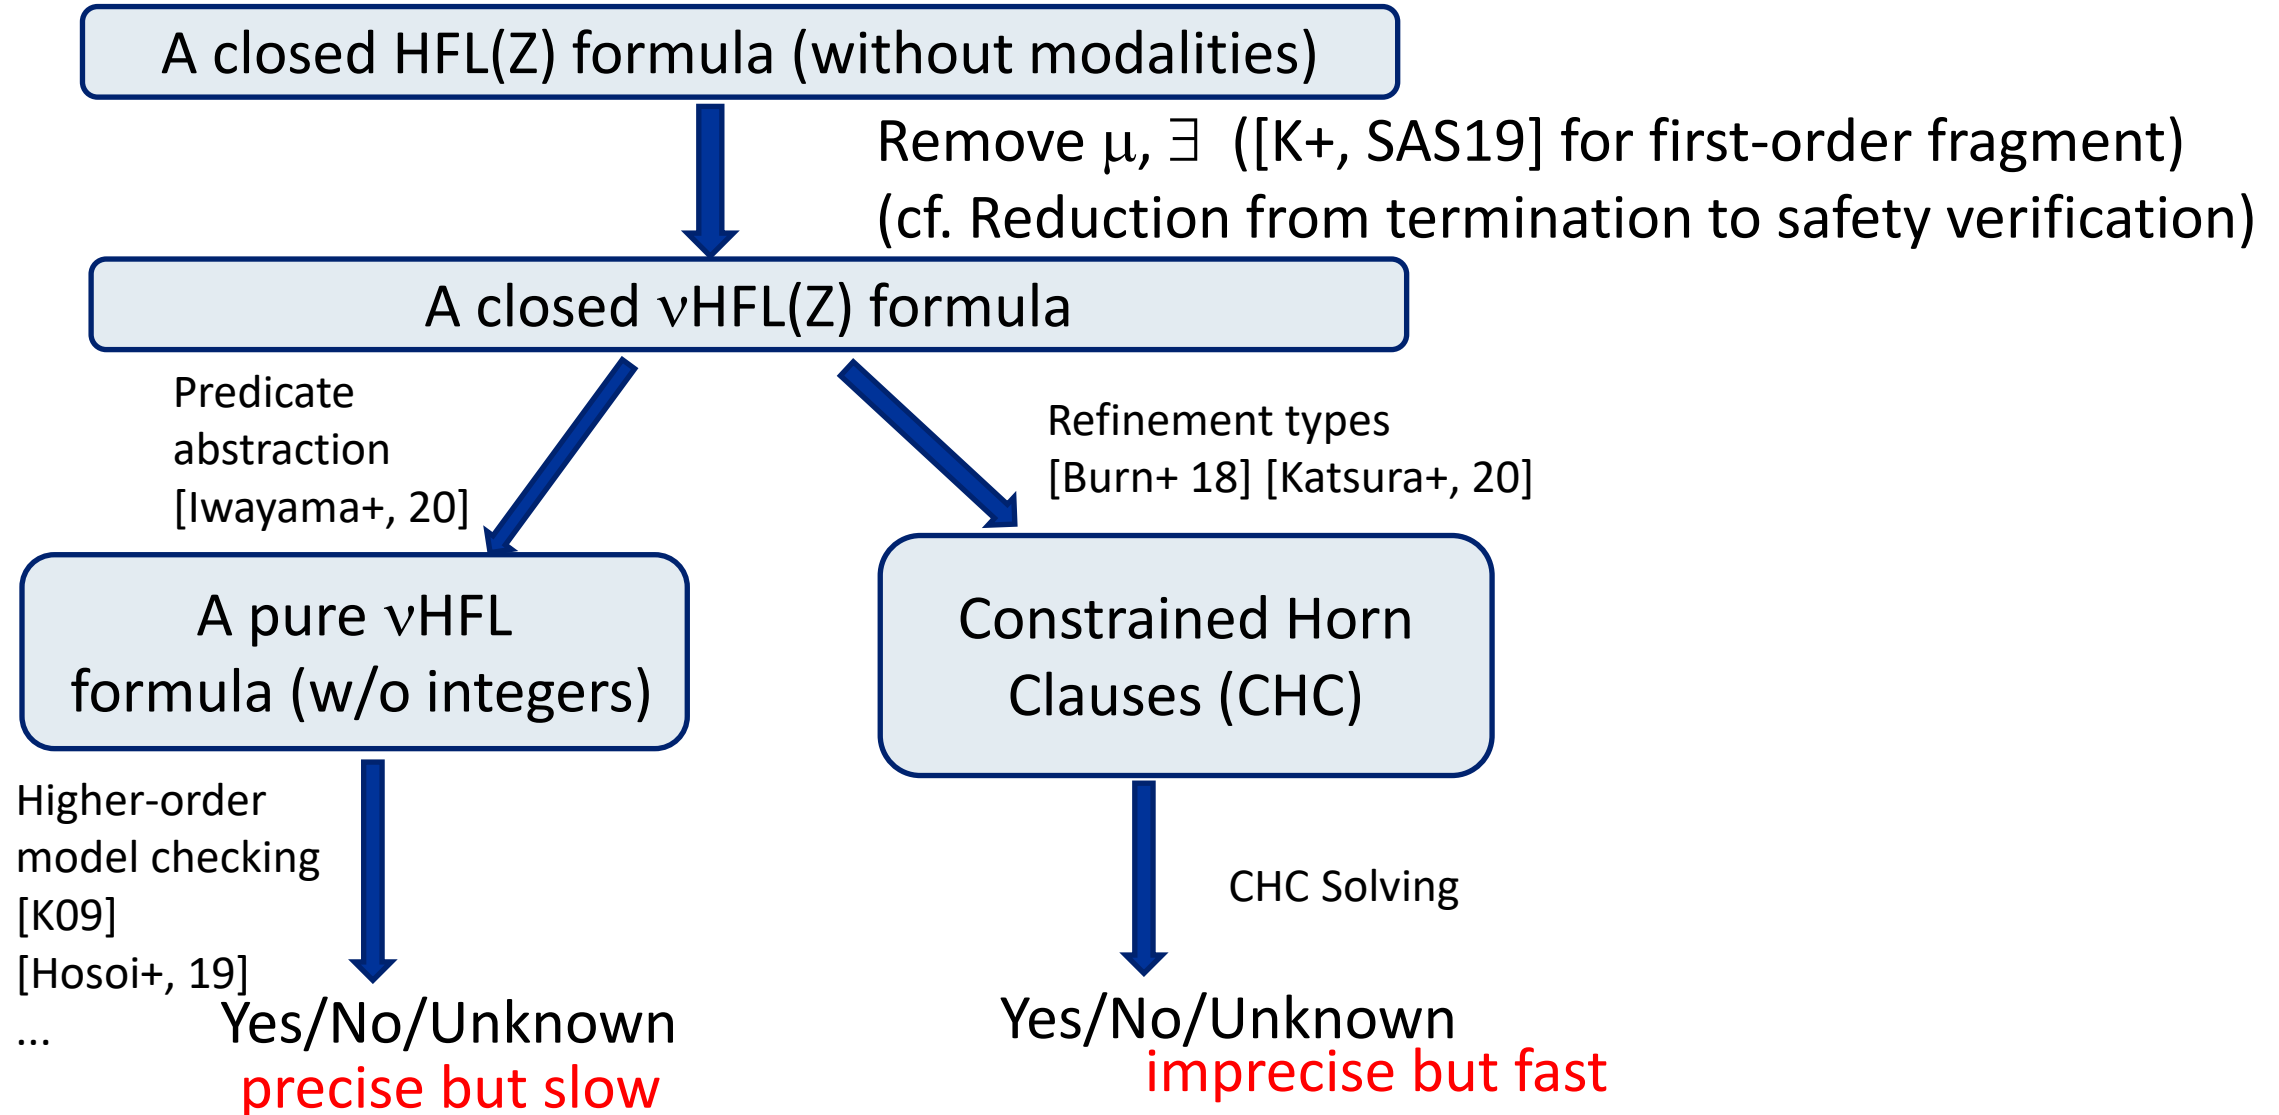 A closed HFL(Z) formula (without modalities)
Remove μ, ∃ ([K+, SAS19] for first-order fragment)
(cf. Reduction from termination to safety verification)
A closed νHFL(Z) formula
Predicate
abstraction
[Iwayama+, 20]
Refinement types
[Burn+ 18] [Katsura+, 20]
A pure νHFL
formula (w/o integers)
Constrained Horn
Clauses (CHC)
Higher-order
model checking
[K09]
[Hosoi+, 19]
...
CHC Solving
Yes/No/Unknown
precise but slow
Yes/No/Unknown
imprecise but fast